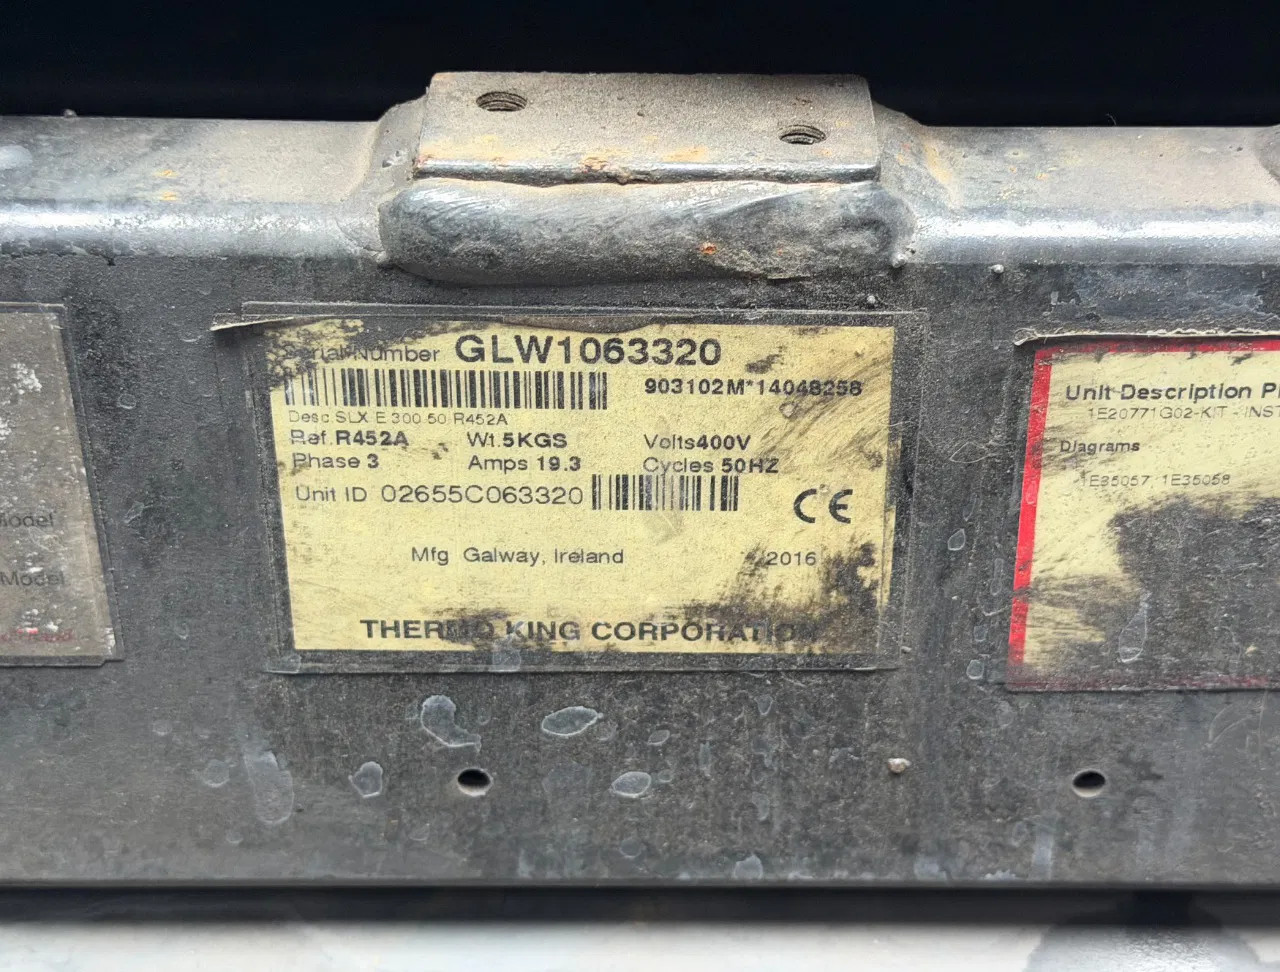 Serial Number GLW1063320
903102M*14048258
Desc SLX E 300 50 R452A
Ref R452A Wt. 5KGS Volts400V
Phase 3 Amps 19.3 Cycles 50HZ
Unit ID 02655C063320
CE
Mfg Galway, Ireland 2016
THERMO KING CORPORATION
Model
Model
Unit Description
1E20771G02-KIT -
Diagrams
1E35057, 1E35058